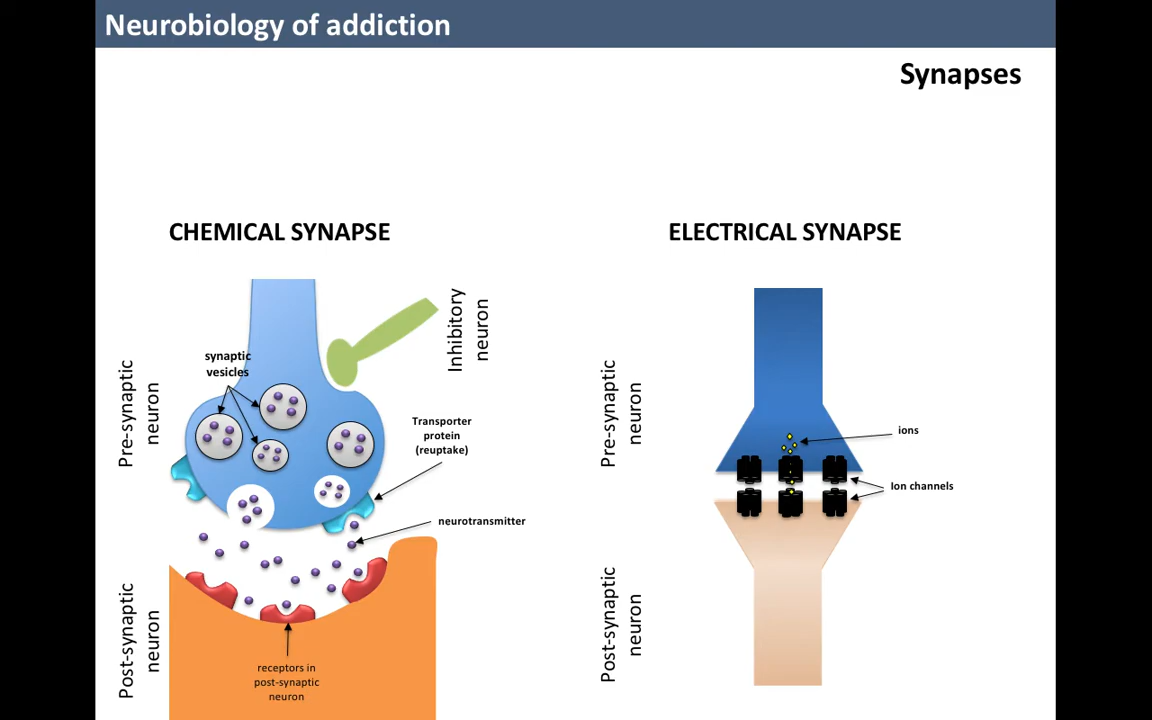 Neurobiology of addiction
Synapses
CHEMICAL SYNAPSE
Pre-synaptic
neuron
synaptic
vesicles
Inhibitory
neuron
Transporter
protein
(reuptake)
neurotransmitter
Post-synaptic
neuron
receptors in
post-synaptic
neuron
ELECTRICAL SYNAPSE
Pre-synaptic
neuron
ions
Ion channels
Post-synaptic
neuron